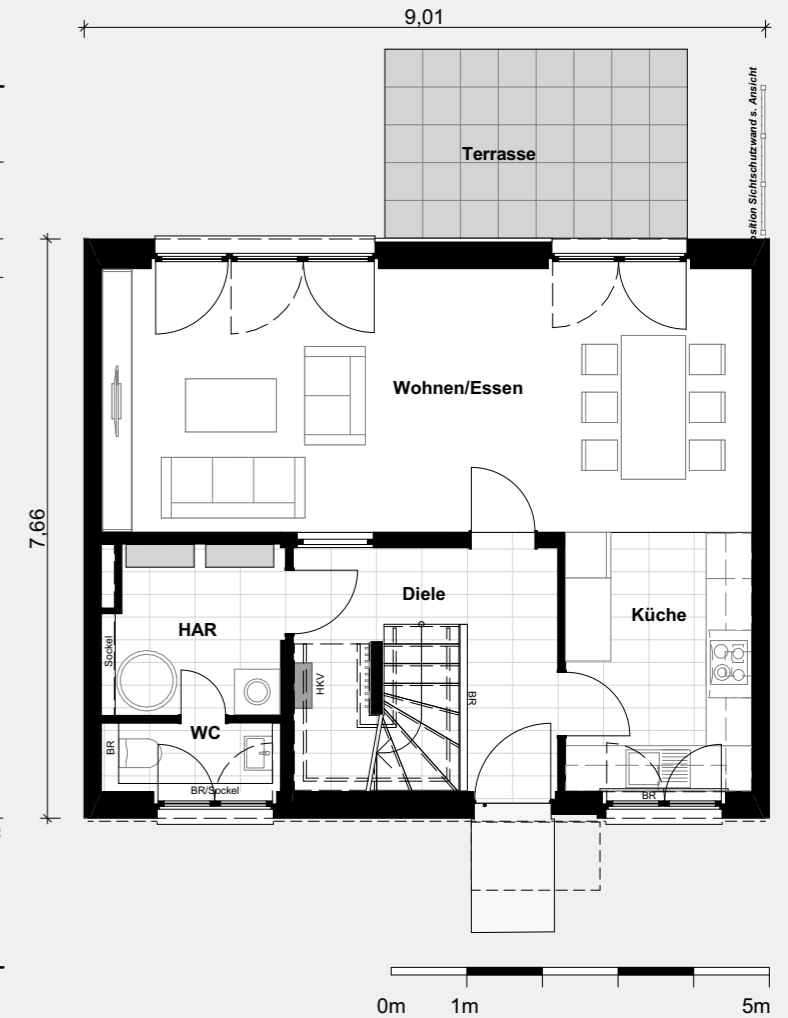 9,01
sition Sichtschutzwand s. Ansicht
Terrasse
7,66
Wohnen/Essen
Diele
Küche
HAR
Sockel
HKV
BR
WC
BR
BR/Sockel
BR
0m 1m 5m